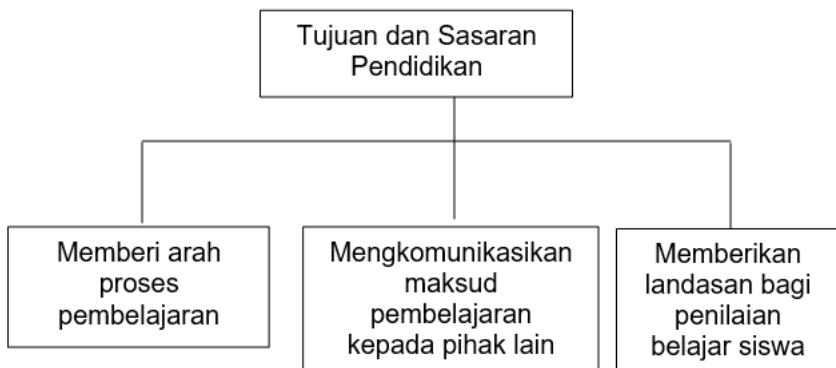 Tujuan dan Sasaran
Pendidikan
Memberi arah
proses
pembelajaran
Mengkomunikasikan
maksud
pembelajaran
kepada pihak lain
Memberikan
landasan bagi
penilaian
belajar siswa